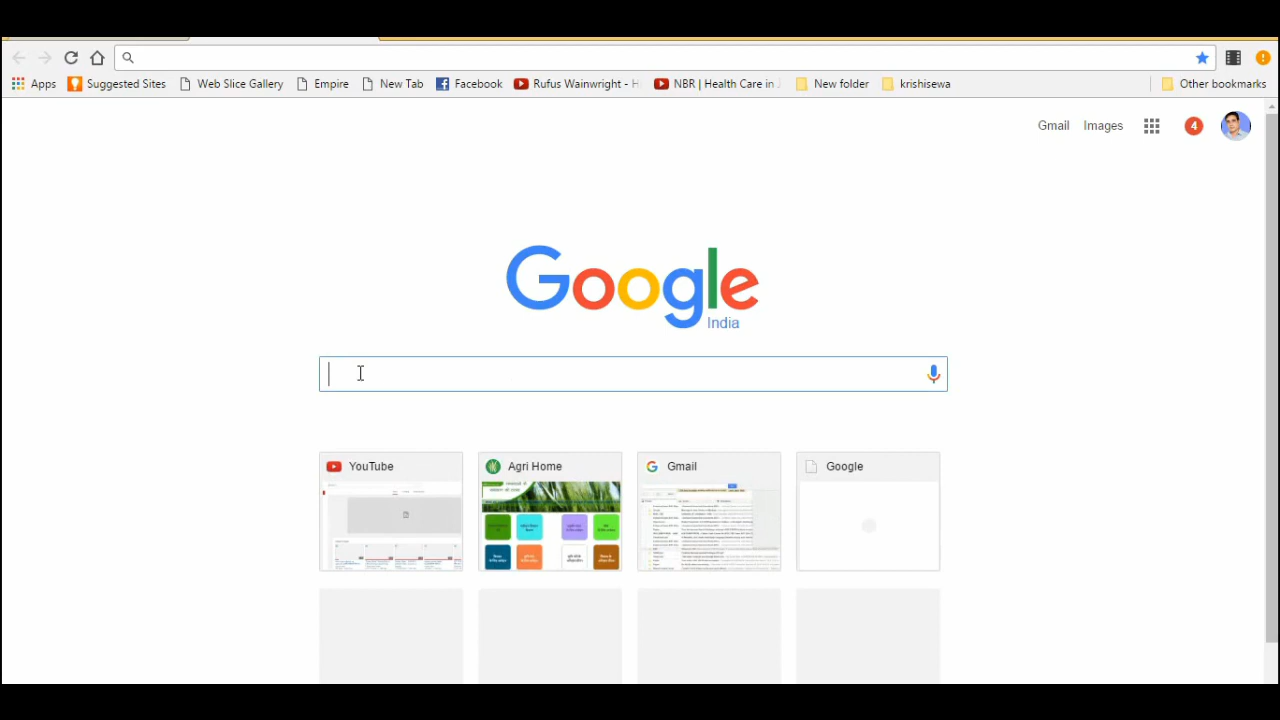 Apps Suggested Sites Web Slice Gallery Empire New Tab Facebook Rufus Wainwright - H NBR | Health Care in New folder krishisewa Other bookmarks
Gmail Images 4
Google
India
YouTube Agri Home Gmail Google